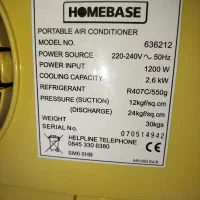 HOMEBASE
PORTABLE AIR CONDITIONER
MODEL NO. 636212
POWER SOURCE 220-240V ~ 50Hz
POWER INPUT 1200 W
COOLING CAPACITY 2.6 kW
REFRIGERANT R407C/550g
PRESSURE (SUCTION) 12kgf/sq.cm
(DISCHARGE) 24kgf/sq.cm
WEIGHT 30kgs
SERIAL NO. 070514942
HELPLINE TELEPHONE
0845 330 6380
SM6 0HB